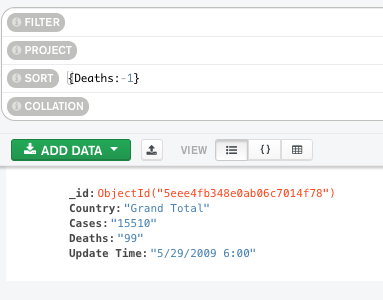 FILTER
PROJECT
SORT {Deaths:-1}
COLLATION
ADD DATA VIEW {}
_id: ObjectId("5eee4fb348e0ab06c7014f78")
Country: "Grand Total"
Cases: "15510"
Deaths: "99"
Update Time: "5/29/2009 6:00"